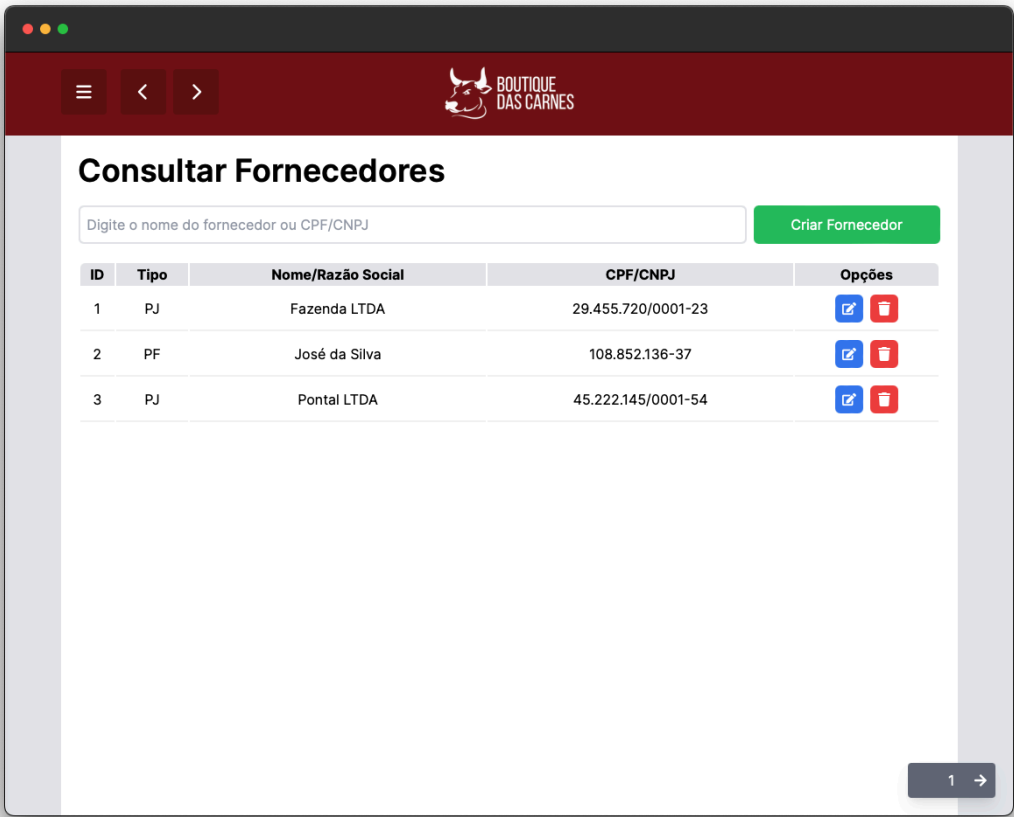 BOUTIQUE
DAS CARNES
Consultar Fornecedores
Digite o nome do fornecedor ou CPF/CNPJ Criar Fornecedor
ID Tipo Nome/Razão Social CPF/CNPJ Opções
1 PJ Fazenda LTDA 29.455.720/0001-23
2 PF José da Silva 108.852.136-37
3 PJ Pontal LTDA 45.222.145/0001-54
1